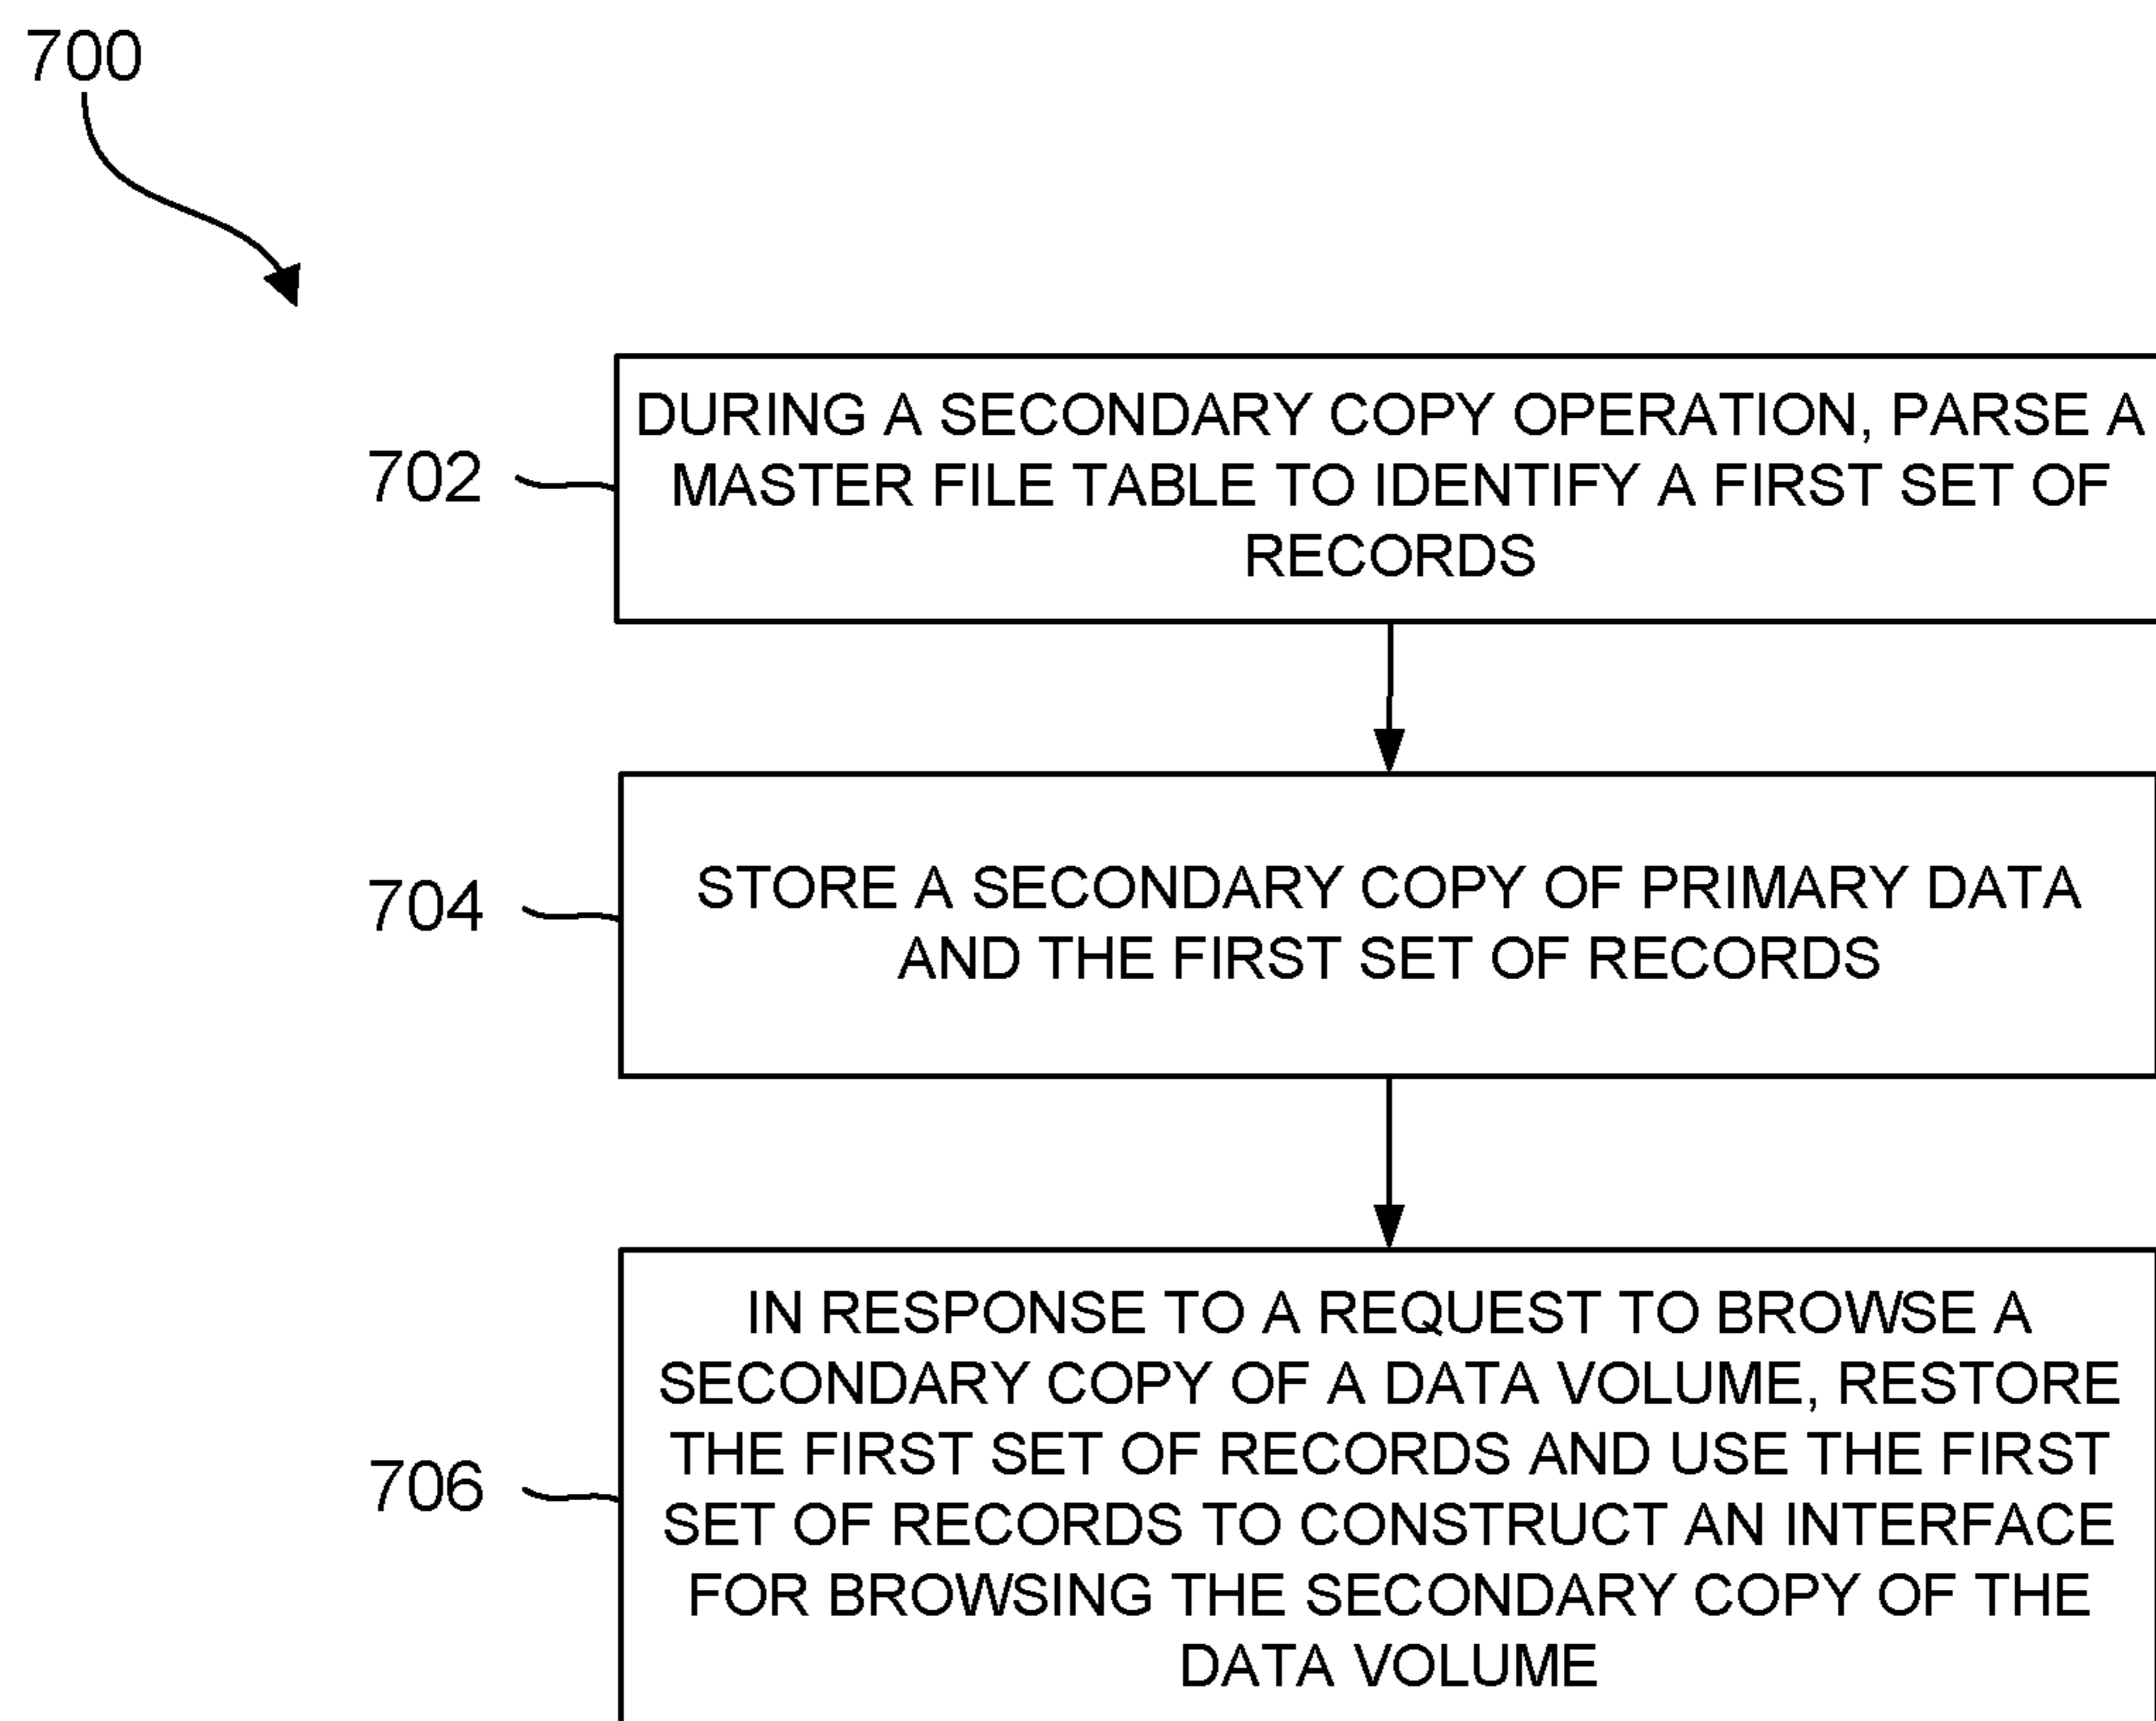 700
702
DURING A SECONDARY COPY OPERATION, PARSE A
MASTER FILE TABLE TO IDENTIFY A FIRST SET OF
RECORDS
704
STORE A SECONDARY COPY OF PRIMARY DATA
AND THE FIRST SET OF RECORDS
706
IN RESPONSE TO A REQUEST TO BROWSE A
SECONDARY COPY OF A DATA VOLUME, RESTORE
THE FIRST SET OF RECORDS AND USE THE FIRST
SET OF RECORDS TO CONSTRUCT AN INTERFACE
FOR BROWSING THE SECONDARY COPY OF THE
DATA VOLUME